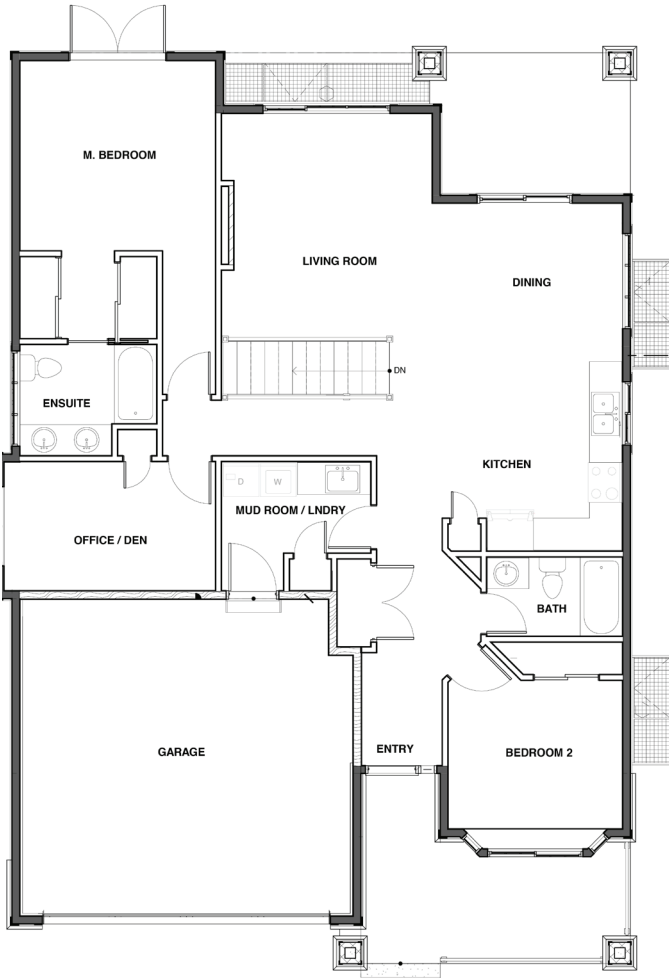 M. BEDROOM
LIVING ROOM
DINING
DN
ENSUITE
KITCHEN
D
W
MUD ROOM / LNDRY
OFFICE / DEN
BATH
GARAGE
ENTRY
BEDROOM 2